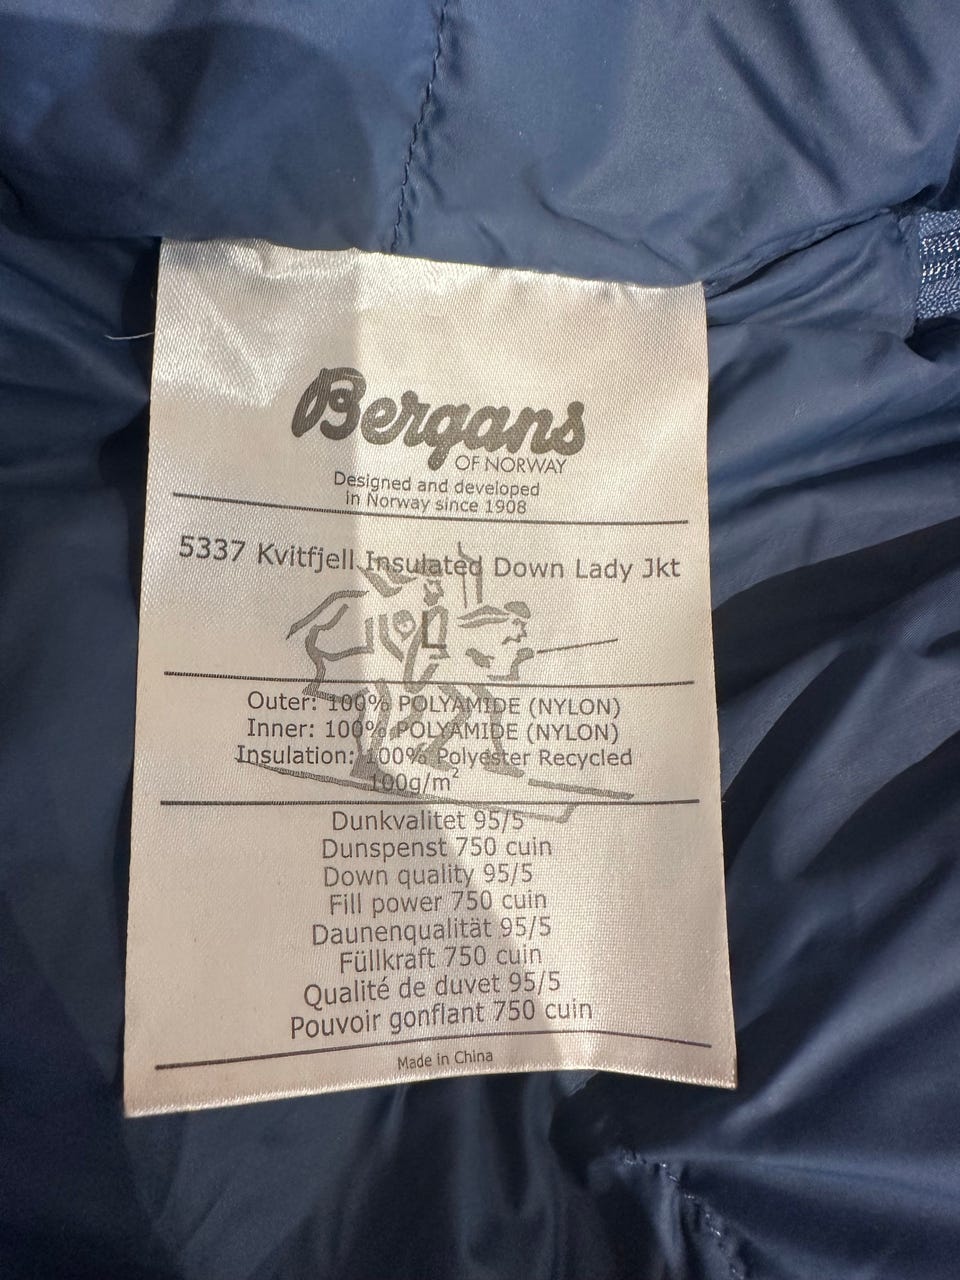 Bergans
OF NORWAY
Designed and developed
in Norway since 1908
5337 Kvitfjell Insulated Down Lady Jkt
Outer: 100% POLYAMIDE (NYLON)
Inner: 100% POLYAMIDE (NYLON)
Insulation: 100% Polyester Recycled
100g/m²
Dunkvalitet 95/5
Dunspenst 750 cuin
Down quality 95/5
Fill power 750 cuin
Daunenqualität 95/5
Füllkraft 750 cuin
Qualité de duvet 95/5
Pouvoir gonflant 750 cuin
Made in China